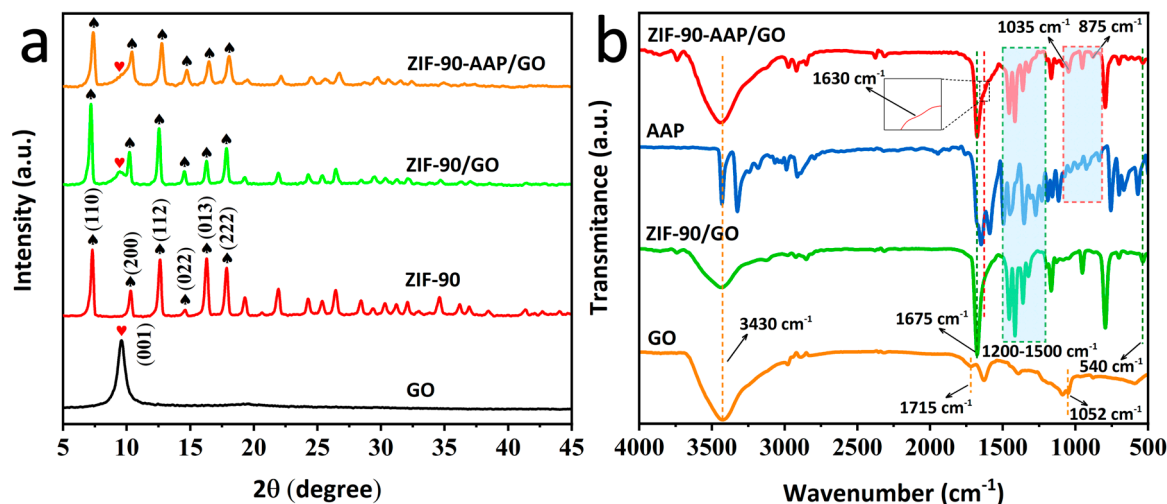 a
ZIF-90-AAP/GO
ZIF-90/GO
(110)
(200)
(112)
(022)
(013)
(222)
ZIF-90
(001)
GO
Intensity (a.u.)
5 10 15 20 25 30 35 40 45
2θ (degree)
b
ZIF-90-AAP/GO
1035 cm-1
875 cm-1
1630 cm-1
AAP
ZIF-90/GO
GO
3430 cm-1
1675 cm-1
1200-1500 cm-1
540 cm-1
1715 cm-1
1052 cm-1
Transmitance (a.u.)
4000 3500 3000 2500 2000 1500 1000 500
Wavenumber (cm-1)